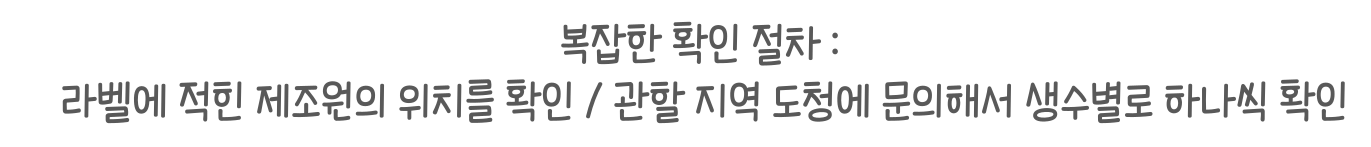 복잡한 확인 절차 :
라벨에 적힌 제조원의 위치를 확인 / 관할 지역 도청에 문의해서 생수별로 하나씩 확인